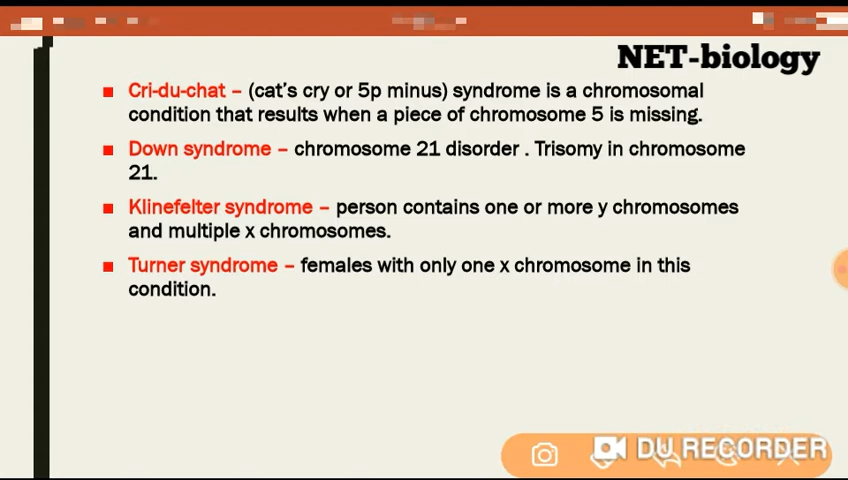 NET-biology
Cri-du-chat – (cat's cry or 5p minus) syndrome is a chromosomal
condition that results when a piece of chromosome 5 is missing.
Down syndrome – chromosome 21 disorder . Trisomy in chromosome
21.
Klinefelter syndrome – person contains one or more y chromosomes
and multiple x chromosomes.
Turner syndrome – females with only one x chromosome in this
condition.
DU RECORDER